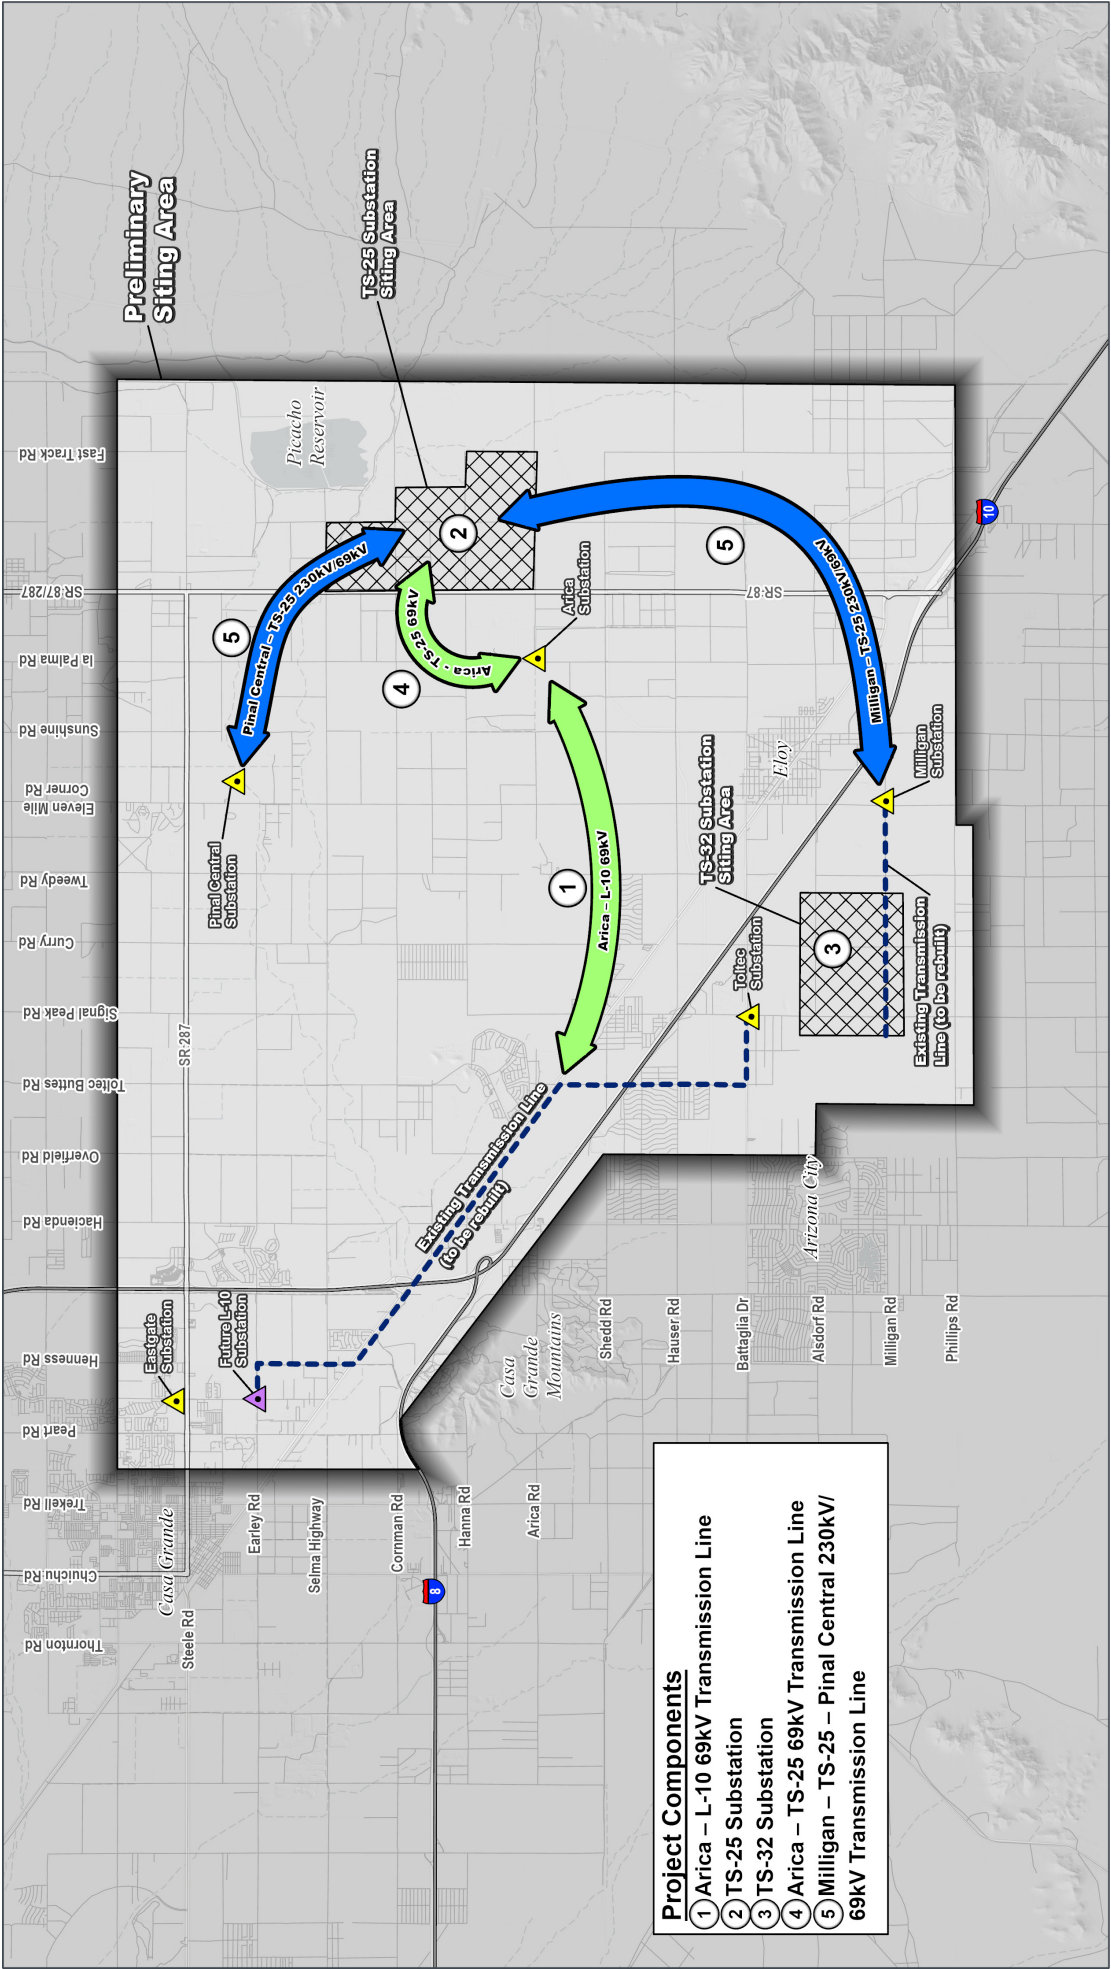 Preliminary
Siting Area
TS-25 Substation
Siting Area
Thornton Rd
Chuichu Rd
Trekell Rd
Peart Rd
Henness Rd
Hacienda Rd
Overfield Rd
Toltec Buttes Rd
Signal Peak Rd
Curry Rd
Tweedy Rd
Eleven Mile
Corner Rd
Sunshine Rd
la Palma Rd
SR-87/287
Fast Track Rd
Casa Grande
Steele Rd
Eastgate
Substation
SR-287
Future L-10
Substation
Pinal Central
Substation
5
Pinal Central – TS-25 230kV/69kV
Picacho
Reservoir
Earley Rd
Selma Highway
Cornman Rd
Hanna Rd
Arica Rd
8
Existing Transmission Line
(to be rebuilt)
4
Arica - TS-25 69kV
2
Arica
Substation
1
Arica – L-10 69kV
Casa
Grande
Mountains
Shedd Rd
Hauser Rd
Battaglia Dr
Alsdorf Rd
Milligan Rd
Phillips Rd
Arizona City
Toltec
Substation
TS-32 Substation
Siting Area
3
Existing Transmission
Line (to be rebuilt)
Eloy
SR-87
5
Milligan – TS-25 230kV/69kV
Milligan
Substation
10
Project Components
1 Arica – L-10 69kV Transmission Line
2 TS-25 Substation
3 TS-32 Substation
4 Arica – TS-25 69kV Transmission Line
5 Milligan – TS-25 – Pinal Central 230kV/
69kV Transmission Line